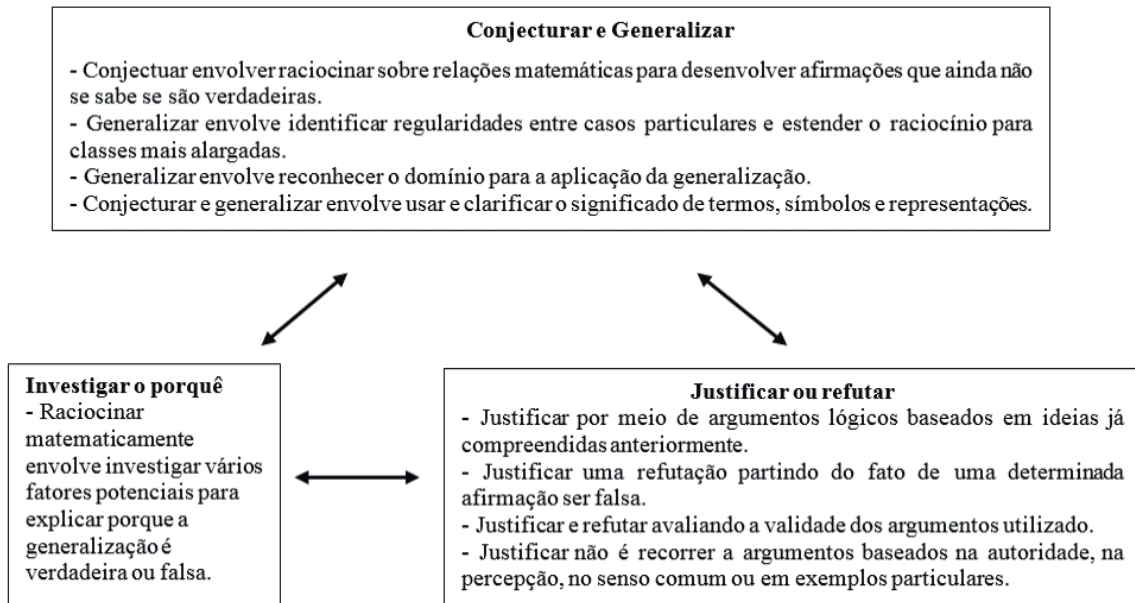 Conjecturar e Generalizar
- Conjectuar envolver raciocinar sobre relações matemáticas para desenvolver afirmações que ainda não
se sabe se são verdadeiras.
- Generalizar envolve identificar regularidades entre casos particulares e estender o raciocínio para
classes mais alargadas.
- Generalizar envolve reconhecer o domínio para a aplicação da generalização.
- Conjecturar e generalizar envolve usar e clarificar o significado de termos, símbolos e representações.
Investigar o porquê
- Raciocinar
matematicamente
envolve investigar vários
fatores potenciais para
explicar porque a
generalização é
verdadeira ou falsa.
Justificar ou refutar
- Justificar por meio de argumentos lógicos baseados em ideias já
compreendidas anteriormente.
- Justificar uma refutação partindo do fato de uma determinada
afirmação ser falsa.
- Justificar e refutar avaliando a validade dos argumentos utilizado.
- Justificar não é recorrer a argumentos baseados na autoridade, na
percepção, no senso comum ou em exemplos particulares.